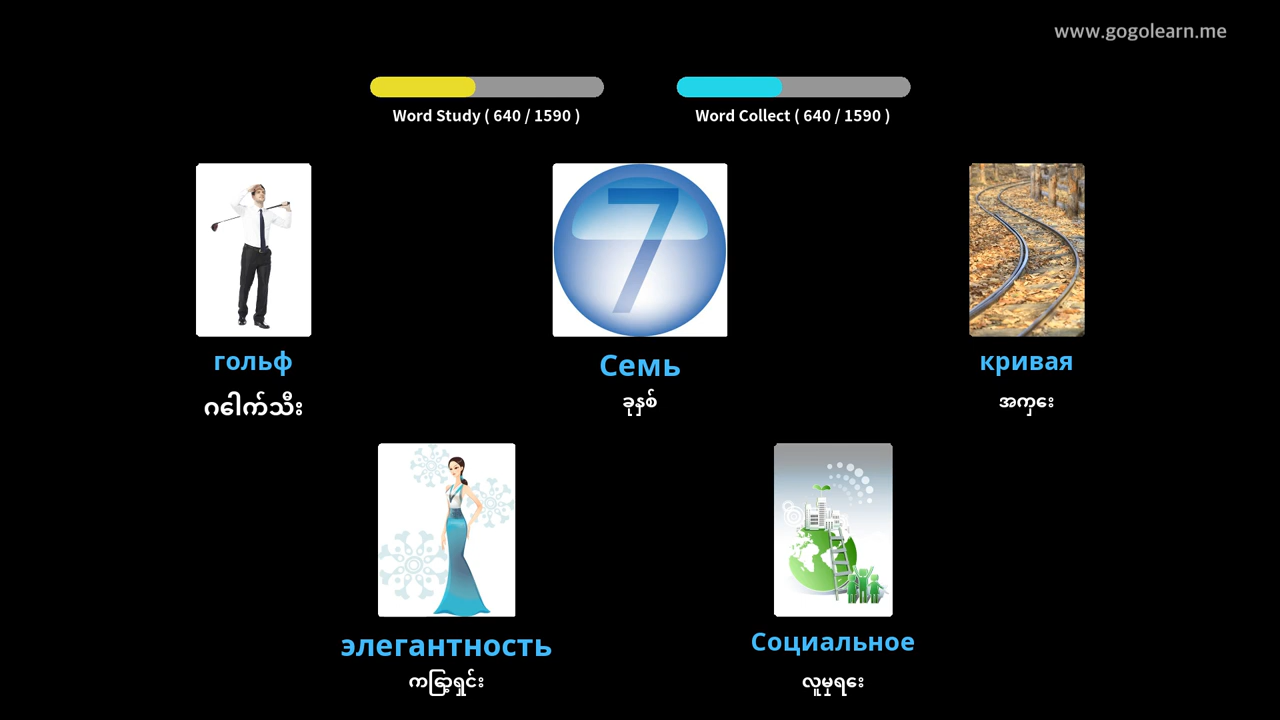 www.gogolearn.me
Word Study ( 640 / 1590 )
Word Collect ( 640 / 1590 )
7
гольф
Семь
кривая
ဂေါက်သီး
ခုနှစ်
အကွေး
элегантность
Социальное
ကြော့ရှင်း
လူမှုရေး